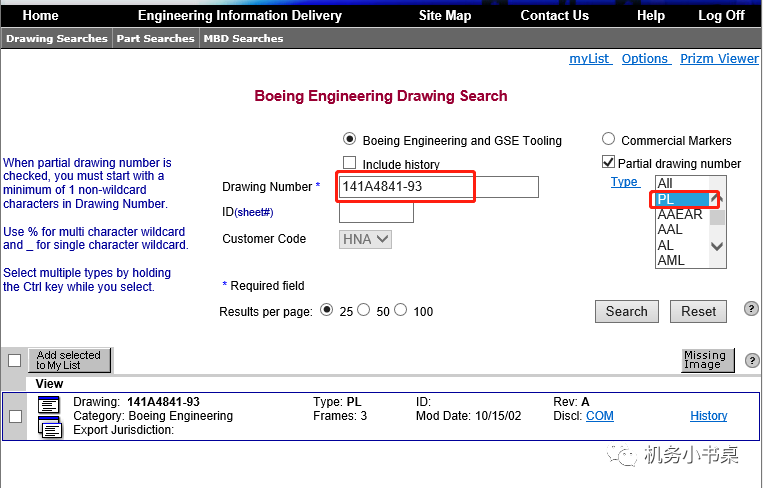 Home Engineering Information Delivery Site Map Contact Us Help Log Off
Drawing Searches Part Searches MBD Searches
myList Options Prizm Viewer
Boeing Engineering Drawing Search
Boeing Engineering and GSE Tooling Commercial Markers
Include history Partial drawing number
When partial drawing number is
checked, you must start with a
minimum of 1 non-wildcard
characters in Drawing Number.
Use % for multi character wildcard
and _ for single character wildcard.
Select multiple types by holding
the Ctrl key while you select.
Drawing Number * 141A4841-93
ID(sheet#)
Customer Code HNA
Type All
PL
AAEAR
AAL
AL
AML
* Required field
Results per page: 25 50 100 Search Reset ?
Add selected
to My List
Missing
Image ?
View
Drawing: 141A4841-93 Type: PL ID: Rev: A
Category: Boeing Engineering Frames: 3 Mod Date: 10/15/02 Discl: COM History
Export Jurisdiction:
机务小书桌